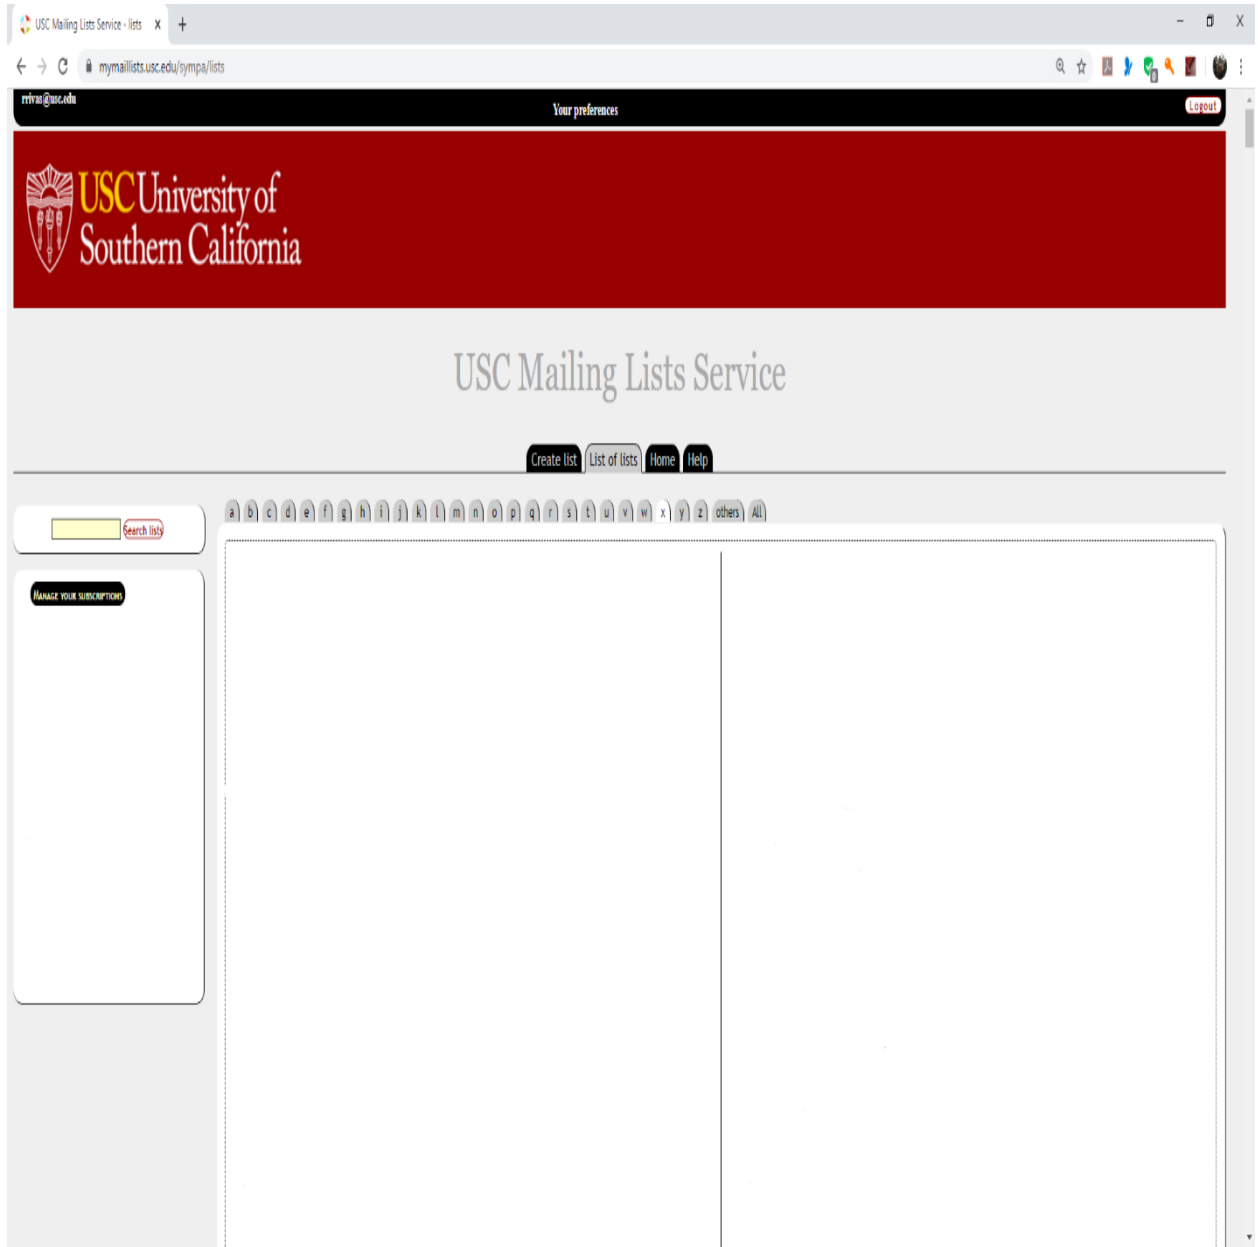 USC Mailing Lists Service - lists
mymaillists.usc.edu/sympa/lists
rrivas@usc.edu
Your preferences
Logout
USC University of
Southern California
USC Mailing Lists Service
Create list List of lists Home Help
a b c d e f g h i j k l m n o p q r s t u v w x y z others All
Search lists
Manage your subscriptions